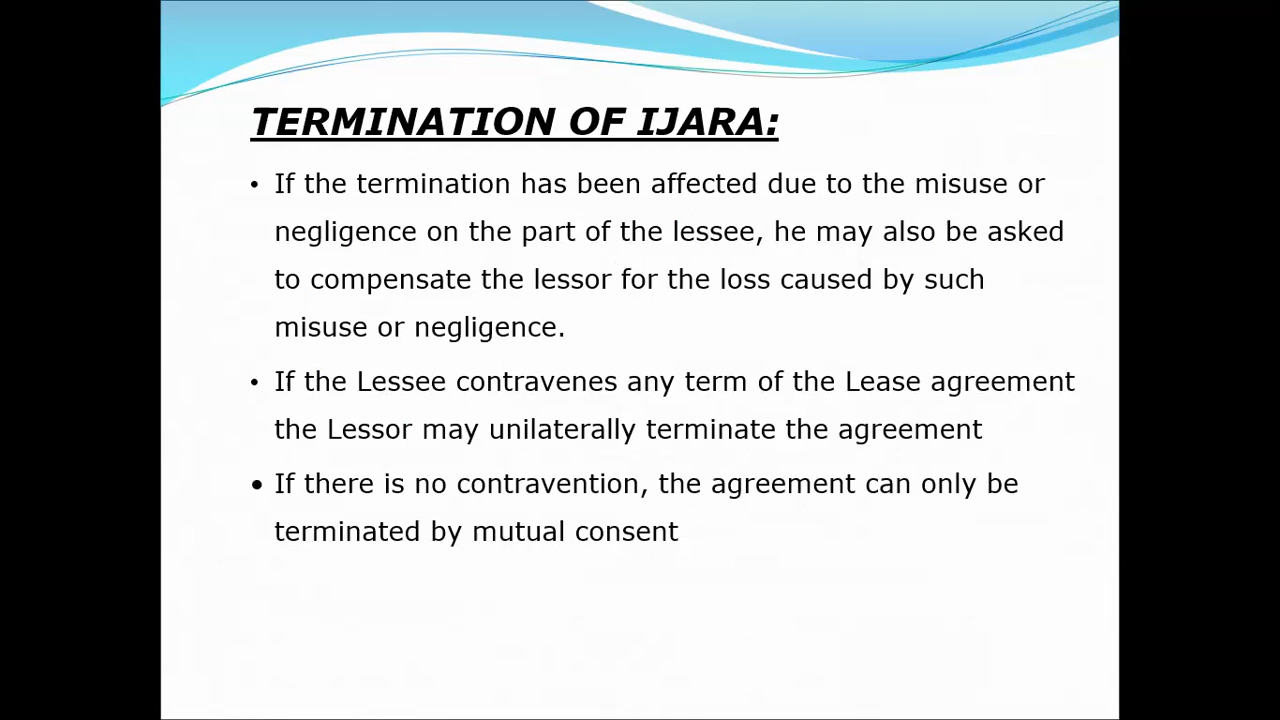 TERMINATION OF IJARA:
• If the termination has been affected due to the misuse or
negligence on the part of the lessee, he may also be asked
to compensate the lessor for the loss caused by such
misuse or negligence.
• If the Lessee contravenes any term of the Lease agreement
the Lessor may unilaterally terminate the agreement
• If there is no contravention, the agreement can only be
terminated by mutual consent